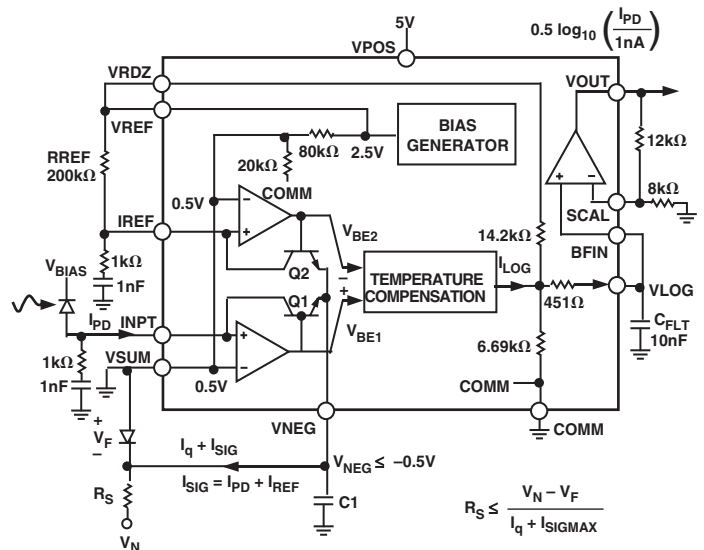 5V
0.5 log10 (IPD / 1nA)
VPOS
VRDZ
VOUT
VREF
BIAS
GENERATOR
80kΩ
2.5V
20kΩ
COMM
12kΩ
8kΩ
SCAL
BFIN
RREF
200kΩ
0.5V
IREF
VBE2
14.2kΩ
1kΩ
1nF
Q2
Q1
TEMPERATURE
COMPENSATION
ILOG
451Ω
VLOG
VBIAS
IPD
INPT
VBE1
CFLT
10nF
1kΩ
1nF
VSUM
0.5V
6.69kΩ
COMM
COMM
VNEG
+
VF
–
Iq + ISIG
ISIG = IPD + IREF
VNEG ≤ –0.5V
C1
RS
VN
RS ≤ VN – VF / Iq + ISIGMAX